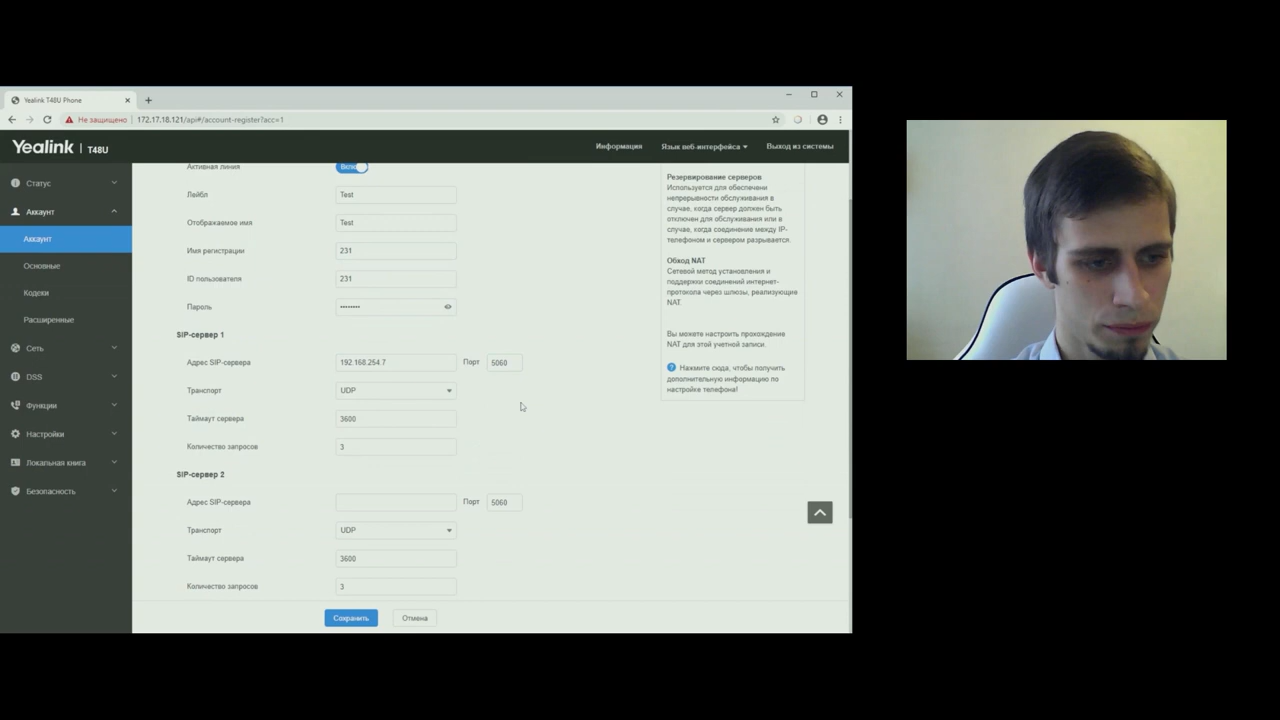 Yealink T48U Phone
Не защищено 172.17.18.121/api#/account-register?acc=1
Yealink | T48U
Информация
Язык веб-интерфейса
Выход из системы
Статус
Аккаунт
Аккаунт
Основные
Кодеки
Расширенные
Сеть
DSS
Функции
Настройки
Локальная книга
Безопасность
Активная линия
Лейбл Test
Отображаемое имя Test
Имя регистрации 231
ID пользователя 231
Пароль ••••••••
SIP-сервер 1
Адрес SIP-сервера 192.168.254.7 Порт 5060
Транспорт UDP
Таймаут сервера 3600
Количество запросов 3
SIP-сервер 2
Адрес SIP-сервера Порт 5060
Транспорт UDP
Таймаут сервера 3600
Количество запросов 3
Сохранить Отмена
Резервирование серверов
Используется для обеспечени
непрерывности обслуживания в
случае, когда сервер должен быть
отключен для обслуживания или в
случае, когда соединение между IP-
телефоном и сервером разрывается.
Обход NAT
Сетевой метод установления и
поддержки соединений интернет-
протокола через шлюзы, реализующие
NAT.
Вы можете настроить прохождение
NAT для этой учетной записи.
Нажмите сюда, чтобы получить
дополнительную информацию по
настройке телефона!